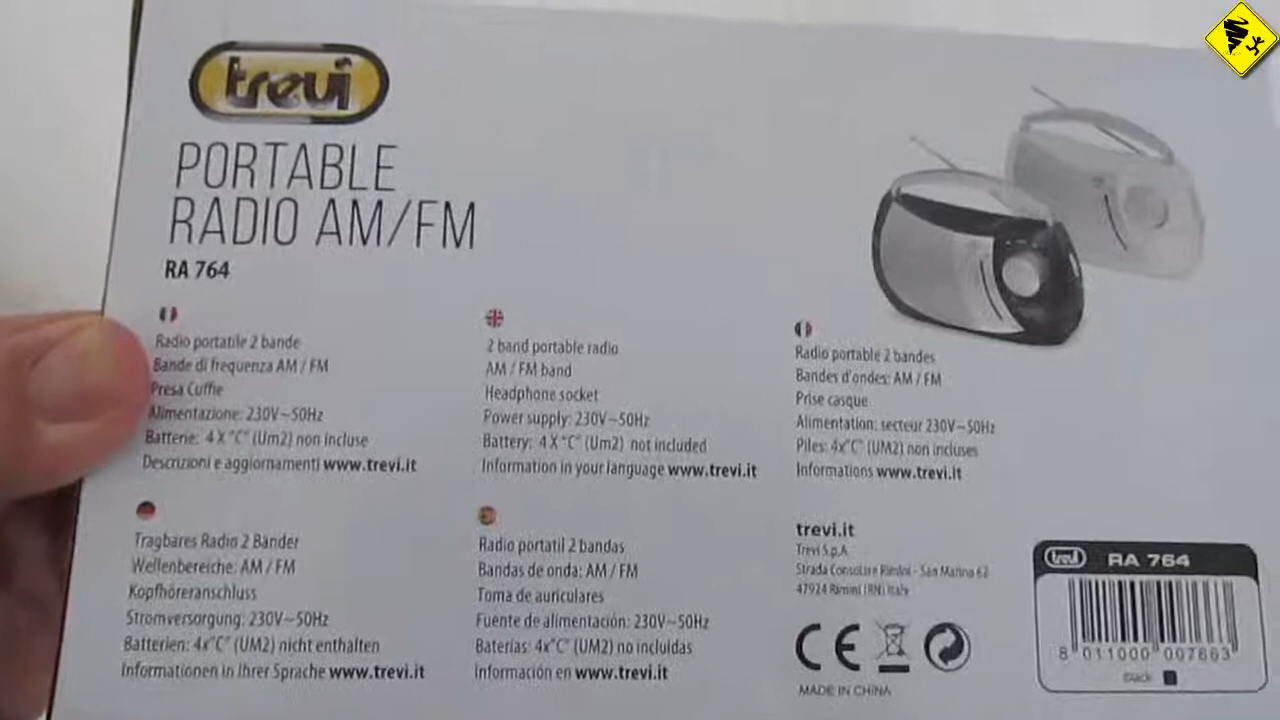 trevi
PORTABLE
RADIO AM/FM
RA 764
Radio portatile 2 bande
Bande di frequenza AM / FM
Presa Cuffie
Alimentazione: 230V~50Hz
Batterie: 4 X "C" (Um2) non incluse
Descrizioni e aggiornamenti www.trevi.it
2 band portable radio
AM / FM band
Headphone socket
Power supply: 230V~50Hz
Battery: 4 X "C" (Um2) not included
Information in your language www.trevi.it
Radio portable 2 bandes
Bandes d'ondes: AM / FM
Prise casque
Alimentation: secteur 230V~50Hz
Piles: 4x"C" (UM2) non incluses
Informations www.trevi.it
Tragbares Radio 2 Bänder
Wellenbereiche: AM / FM
Kopfhöreranschluss
Stromversorgung: 230V~50Hz
Batterien: 4x"C" (UM2) nicht enthalten
Informationen in Ihrer Sprache www.trevi.it
Radio portatil 2 bandas
Bandas de onda: AM / FM
Toma de auriculares
Fuente de alimentación: 230V~50Hz
Baterías: 4x"C" (UM2) no incluidas
Información en www.trevi.it
trevi.it
Trevi S.p.A.
Strada Consolare Rimini - San Marino 62
47924 Rimini (RN) Italy
CE
MADE IN CHINA
trevi RA 764
8 011000 007663
black